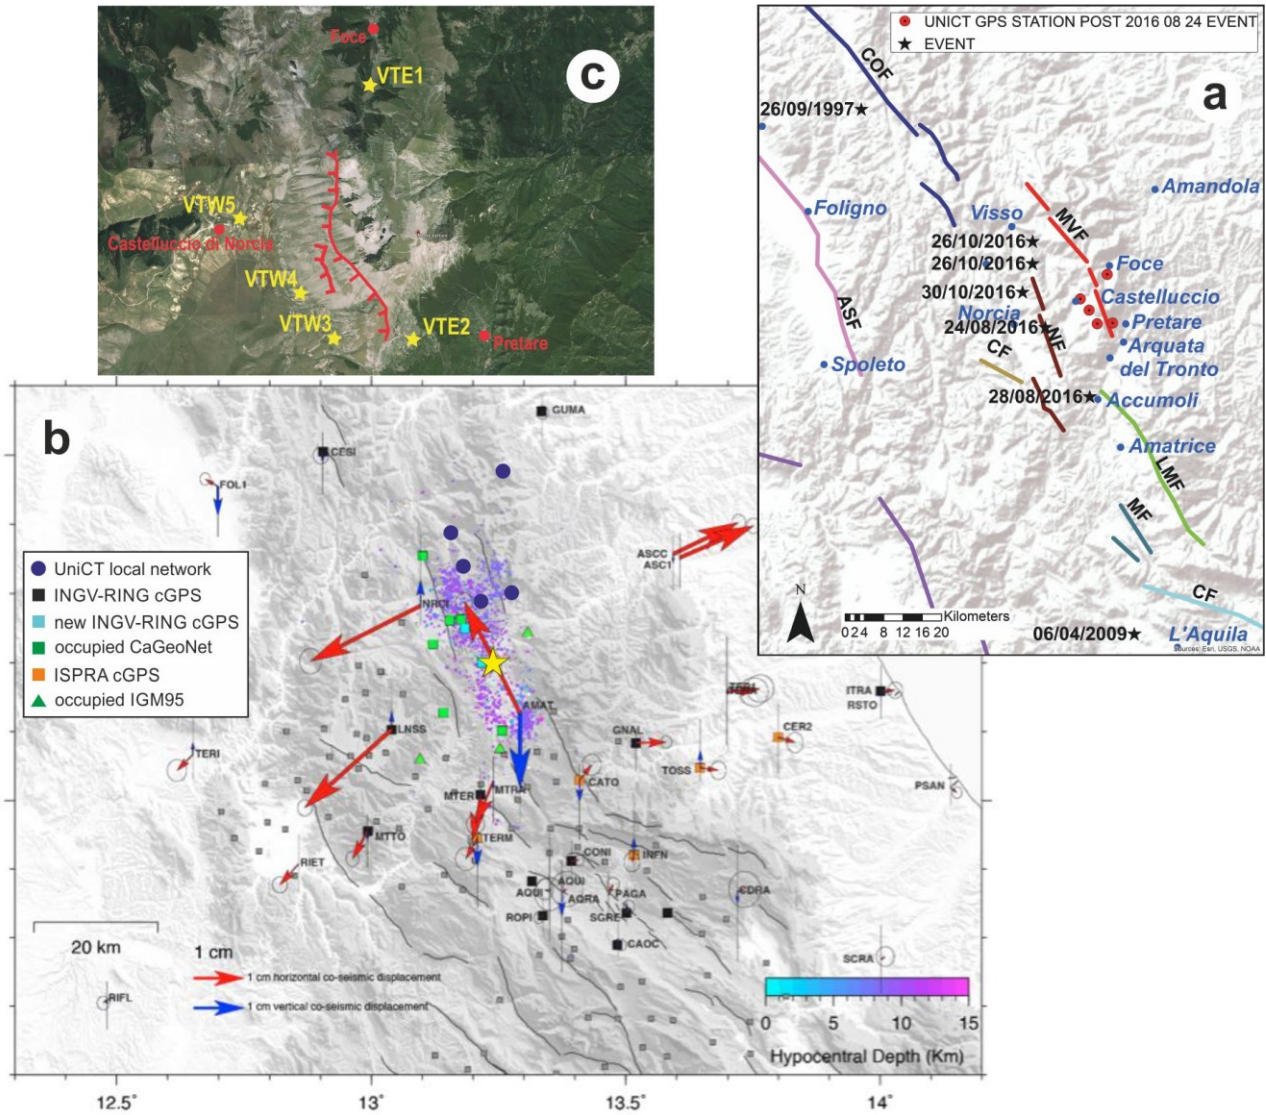 c
Foce
VTE1
VTW5
Castelluccio di Norcia
VTW4
VTW3
VTE2
Pretare
UNICT GPS STATION POST 2016 08 24 EVENT
EVENT
a
COF
26/09/1997
Amandola
Foligno
Visso
MVF
26/10/2016
26/10/2016
Foce
30/10/2016
Castelluccio
Norcia
ASF
24/08/2016
NF
Pretare
CF
Arquata
del Tronto
Spoleto
28/08/2016
Accumoli
Amatrice
LMF
MF
N
CF
Kilometers
0 2 4 8 12 16 20
06/04/2009
L'Aquila
Sources: Esri, USGS, NOAA
b
GUMA
CESI
FOL1
ASCC
ASC1
UniCT local network
INGV-RING cGPS
new INGV-RING cGPS
occupied CaGeoNet
ISPRA cGPS
occupied IGM95
NRCI
AMAT
ITRA
RSTO
LNSS
GNAL
CER2
TERI
TOSS
CATO
PSAN
MTER
MTRA
MTTO
TERM
RIET
CONI
INFN
AQUI
AQUI
AQRA
PAGA
CDRA
ROPI
SGRE
CAOC
SCRA
20 km
1 cm
1 cm horizontal co-seismic displacement
1 cm vertical co-seismic displacement
RIFL
0 5 10 15
Hypocentral Depth (Km)
12.5° 13° 13.5° 14°